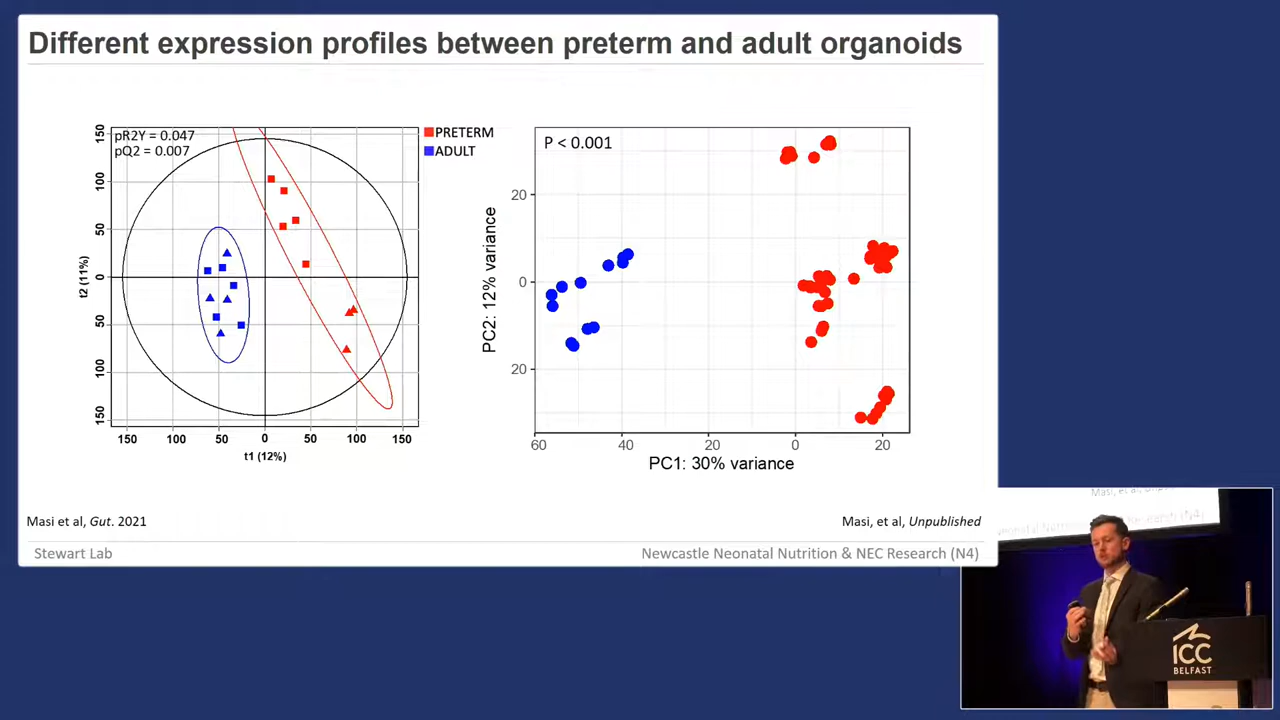 Different expression profiles between preterm and adult organoids
pR2Y = 0.047
pQ2 = 0.007
150
100
50
0
50
100
150
t2 (11%)
150
100
50
0
50
100
150
t1 (12%)
PRETERM
ADULT
P < 0.001
20
0
20
PC2: 12% variance
60
40
20
0
20
PC1: 30% variance
Masi et al, Gut. 2021
Masi, et al, Unpublished
Stewart Lab
Newcastle Neonatal Nutrition & NEC Research (N4)
ICC
BELFAST